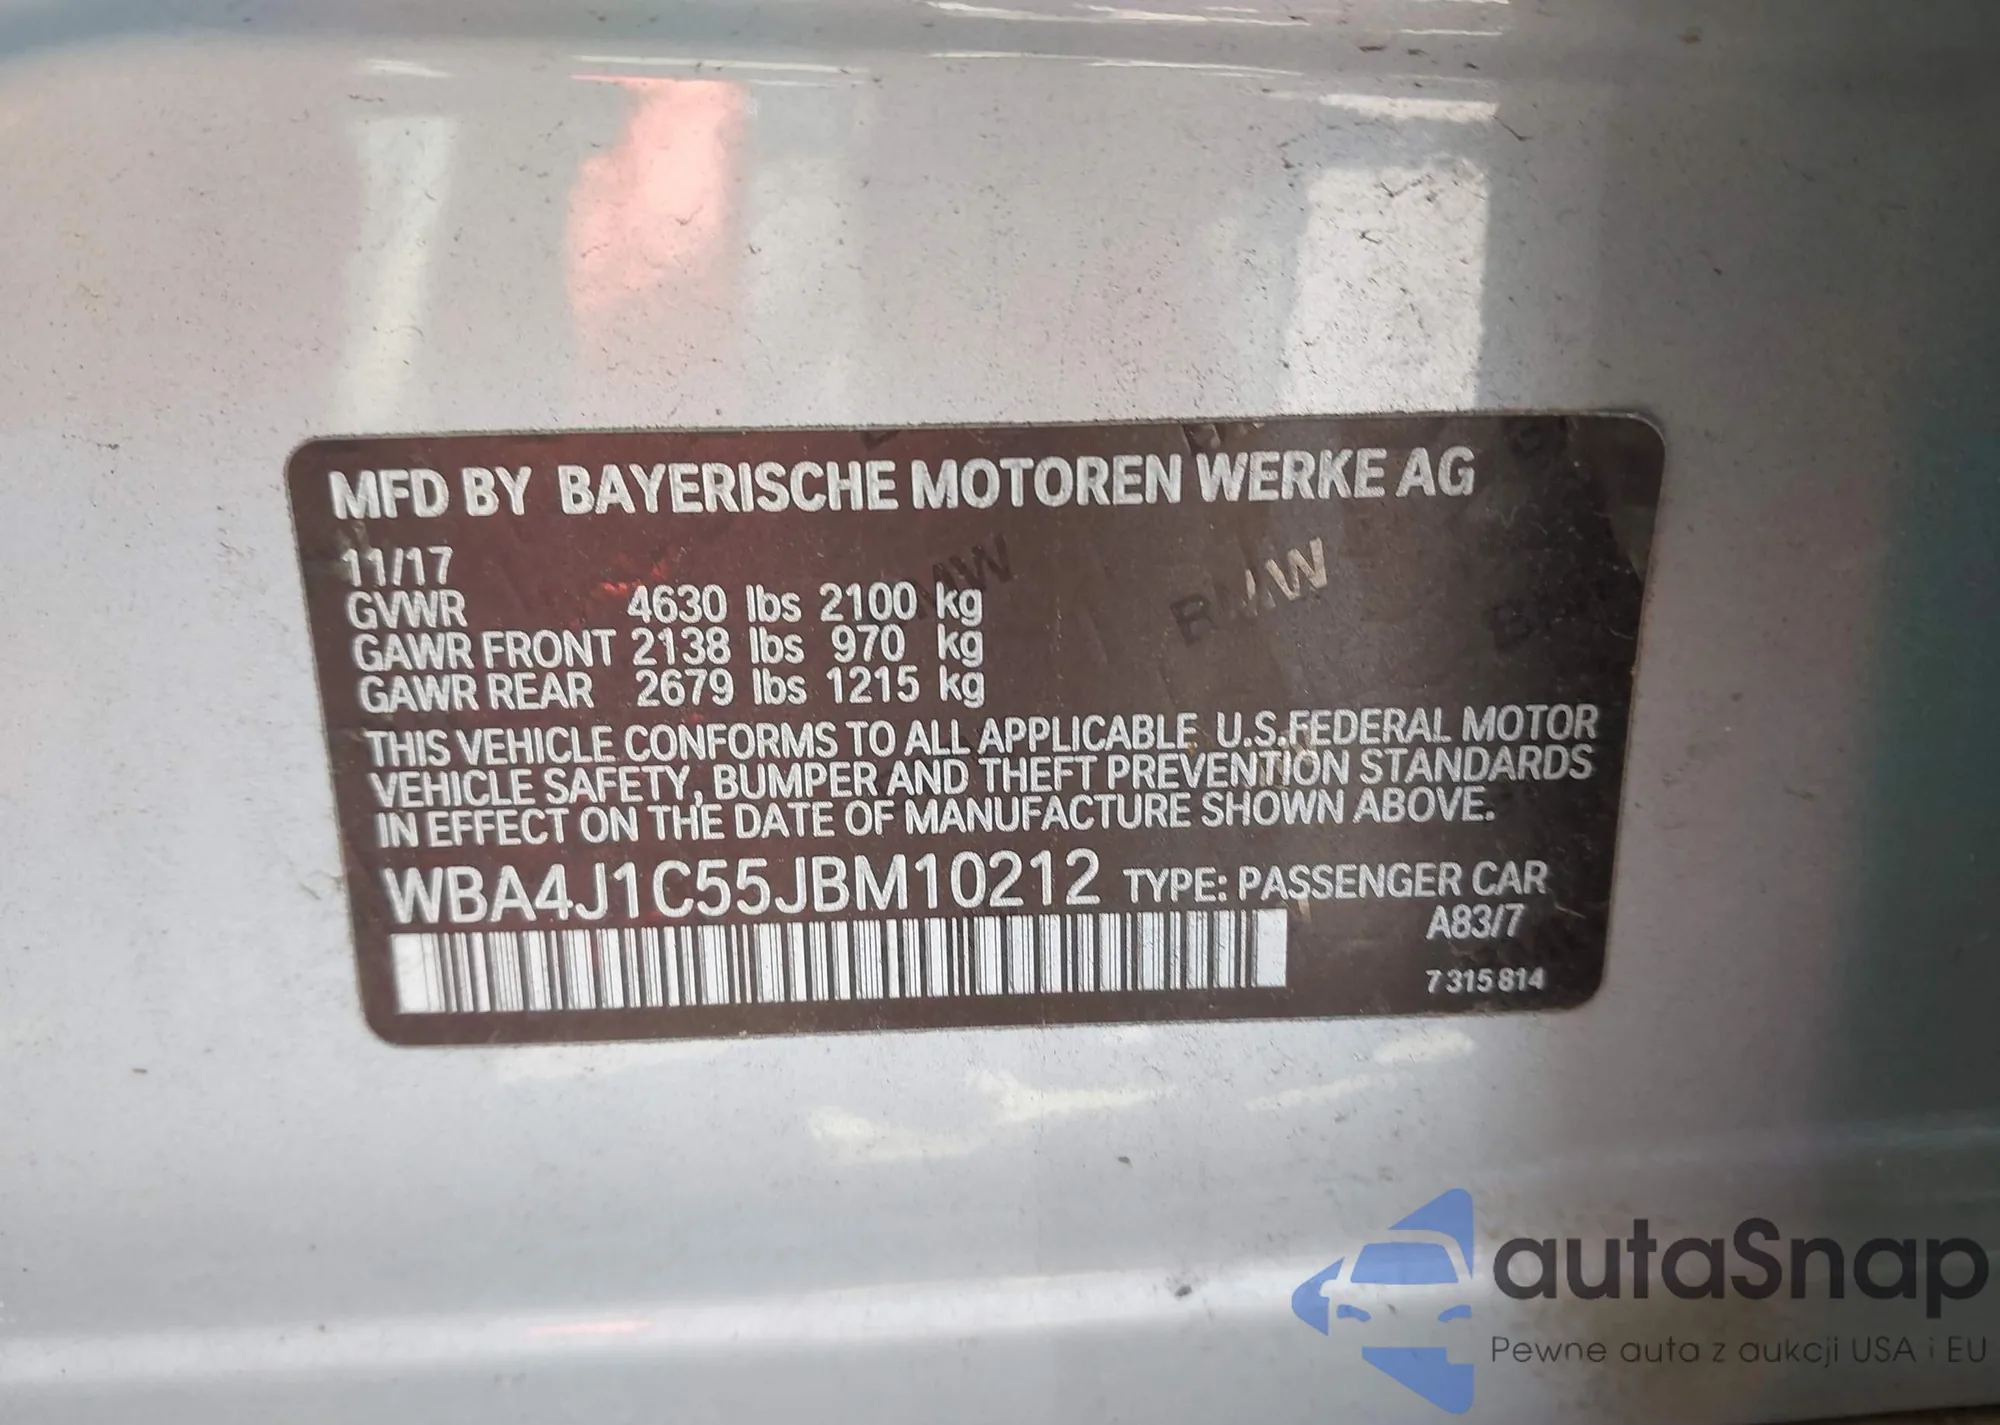 MFD BY BAYERISCHE MOTOREN WERKE AG
11/17
GVWR 4630 lbs 2100 kg
GAWR FRONT 2138 lbs 970 kg
GAWR REAR 2679 lbs 1215 kg
THIS VEHICLE CONFORMS TO ALL APPLICABLE U.S.FEDERAL MOTOR
VEHICLE SAFETY, BUMPER AND THEFT PREVENTION STANDARDS
IN EFFECT ON THE DATE OF MANUFACTURE SHOWN ABOVE.
WBA4J1C55JBM10212 TYPE: PASSENGER CAR
A83/7
7 315 814
BMW
autaSnap
Pewne auta z aukcji USA i EU